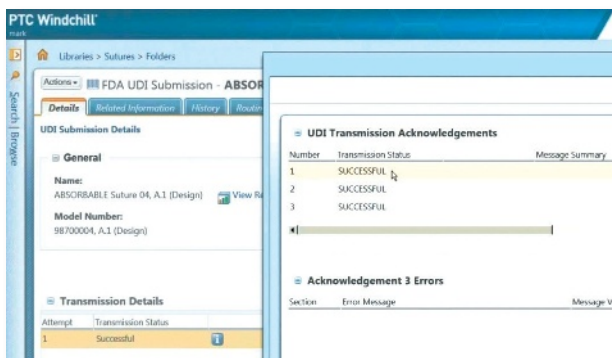 PTC Windchill
mark
Libraries > Sutures > Folders
Search | Browse
Actions
FDA UDI Submission - ABSOR
Details
Related Information
History
Routin
UDI Submission Details
General
Name:
ABSORBABLE Suture 04, A.1 (Design)
View Re
Model Number:
98700004, A.1 (Design)
Transmission Details
Attempt Transmission Status
1 Successful
UDI Transmission Acknowledgements
Number Transmission Status Message Summary
1 SUCCESSFUL
2 SUCCESSFUL
3 SUCCESSFUL
Acknowledgement 3 Errors
Section Error Message Message V